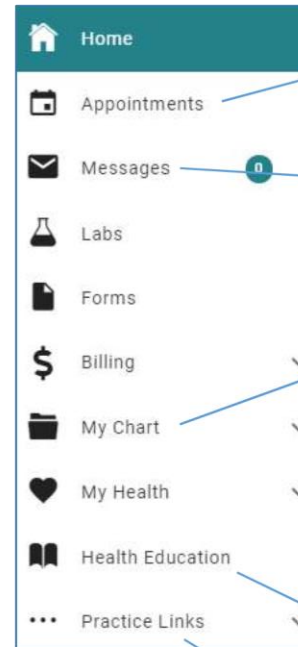 Home
Appointments
Messages 0
Labs
Forms
Billing
My Chart
My Health
Health Education
Practice Links